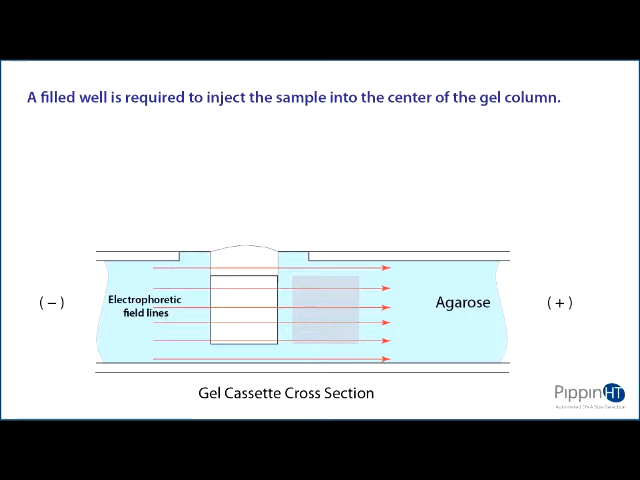 A filled well is required to inject the sample into the center of the gel column.
( − )
Electrophoretic
field lines
Agarose
( + )
Gel Cassette Cross Section
PippinHT
Automated DNA Size Selection